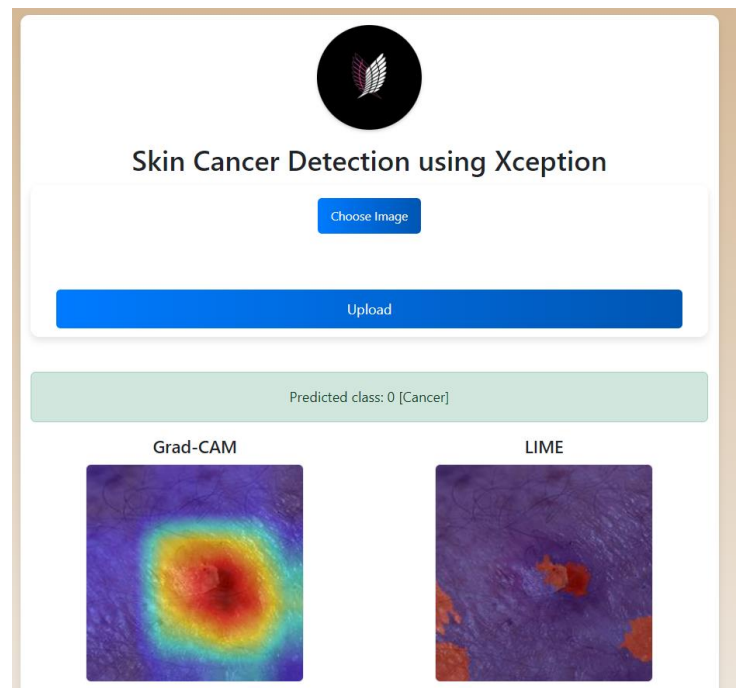 Skin Cancer Detection using Xception
Choose Image
Upload
Predicted class: 0 [Cancer]
Grad-CAM
LIME